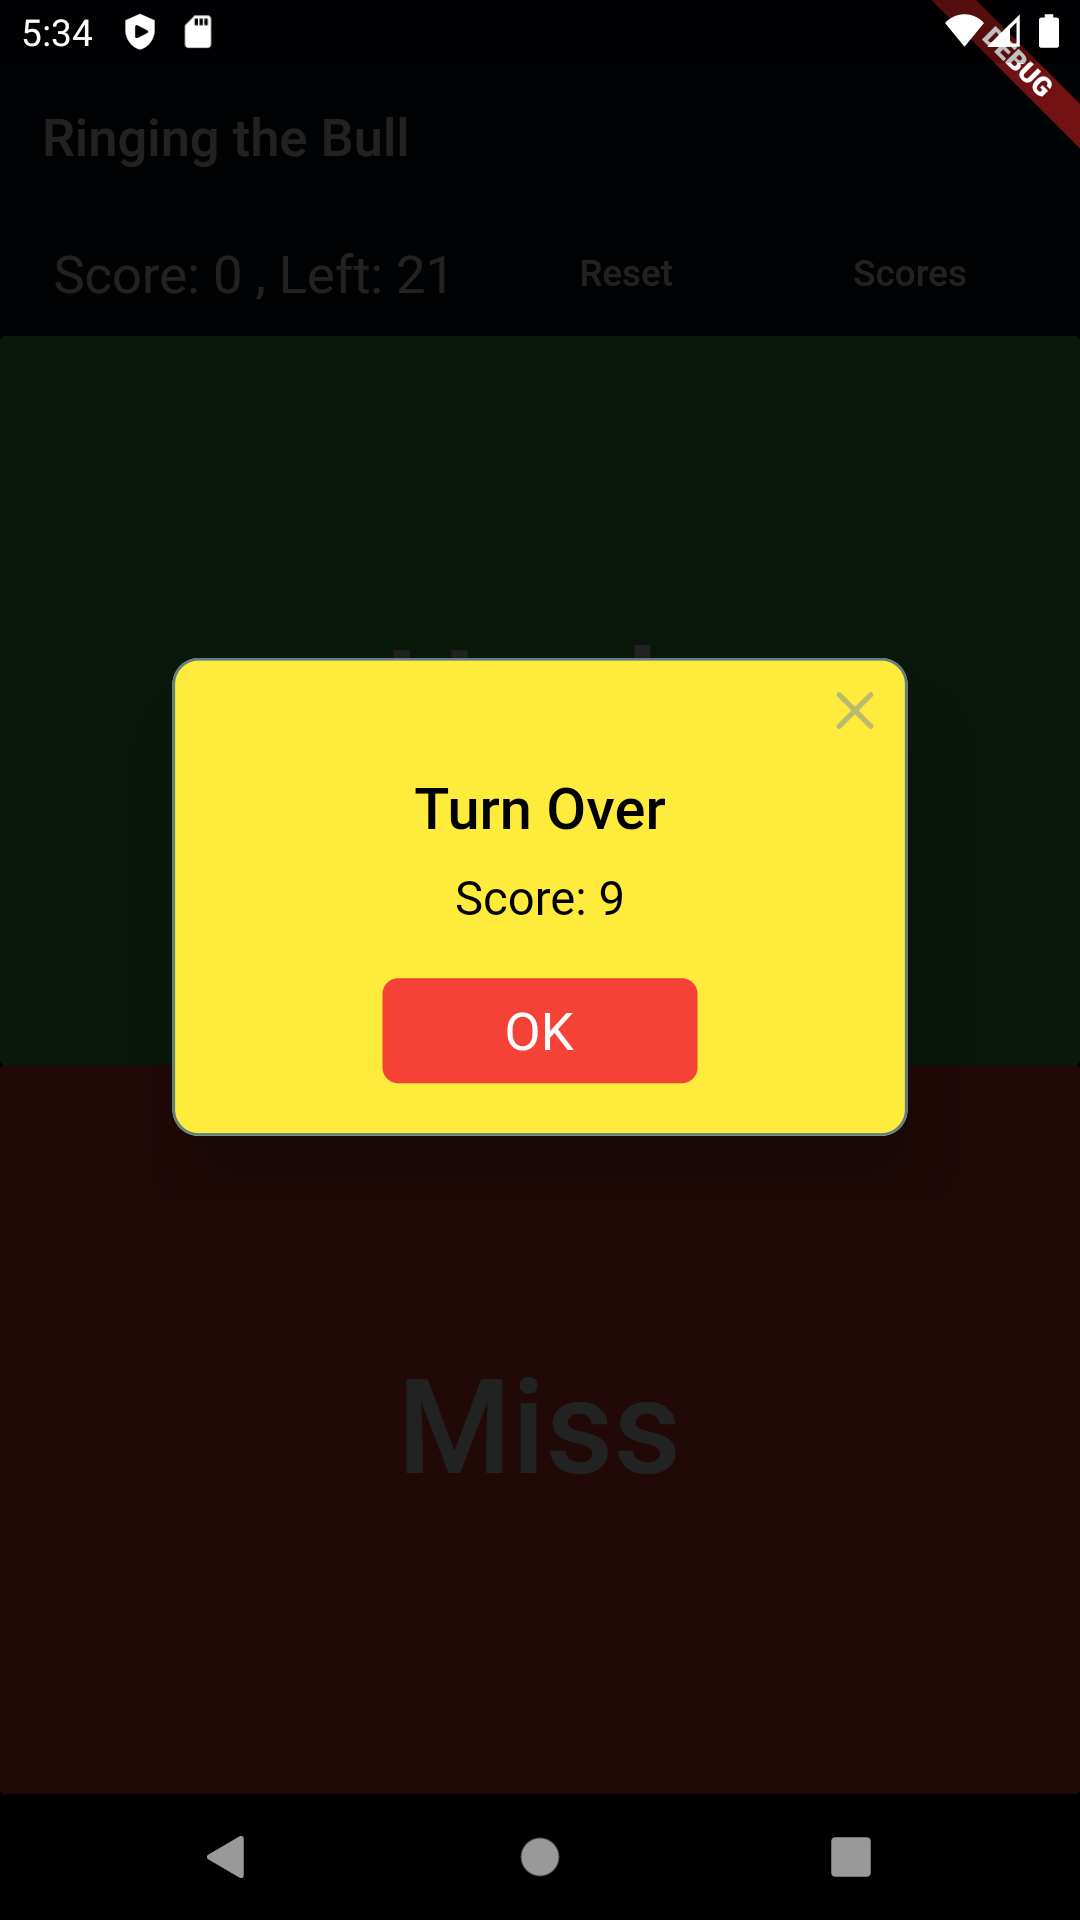 5:34
DEBUG
Ringing the Bull
Score: 0 , Left: 21
Reset
Scores
Turn Over
Score: 9
OK
Miss